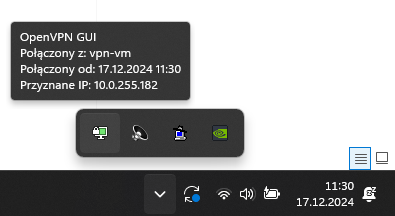 OpenVPN GUI
Połączony z: vpn-vm
Połączony od: 17.12.2024 11:30
Przyznane IP: 10.0.255.182
11:30
17.12.2024